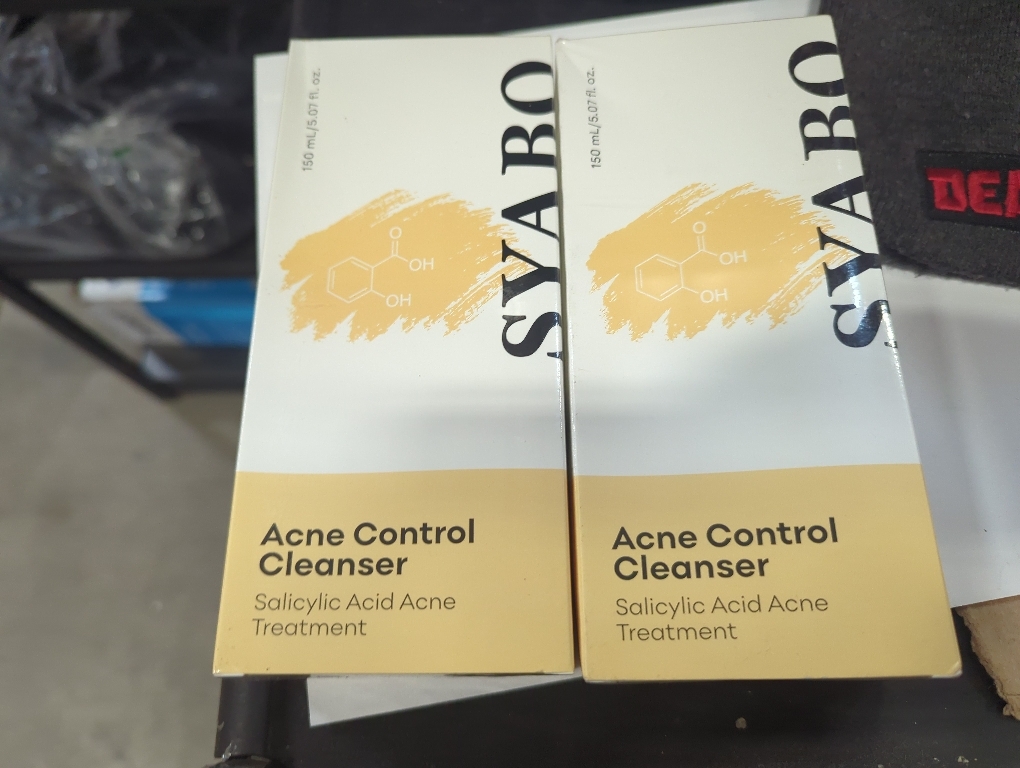 150 mL/5.07 fl. oz.
SYABO
O
OH
OH
Acne Control
Cleanser
Salicylic Acid Acne
Treatment
150 mL/5.07 fl. oz.
SYABO
O
OH
OH
Acne Control
Cleanser
Salicylic Acid Acne
Treatment